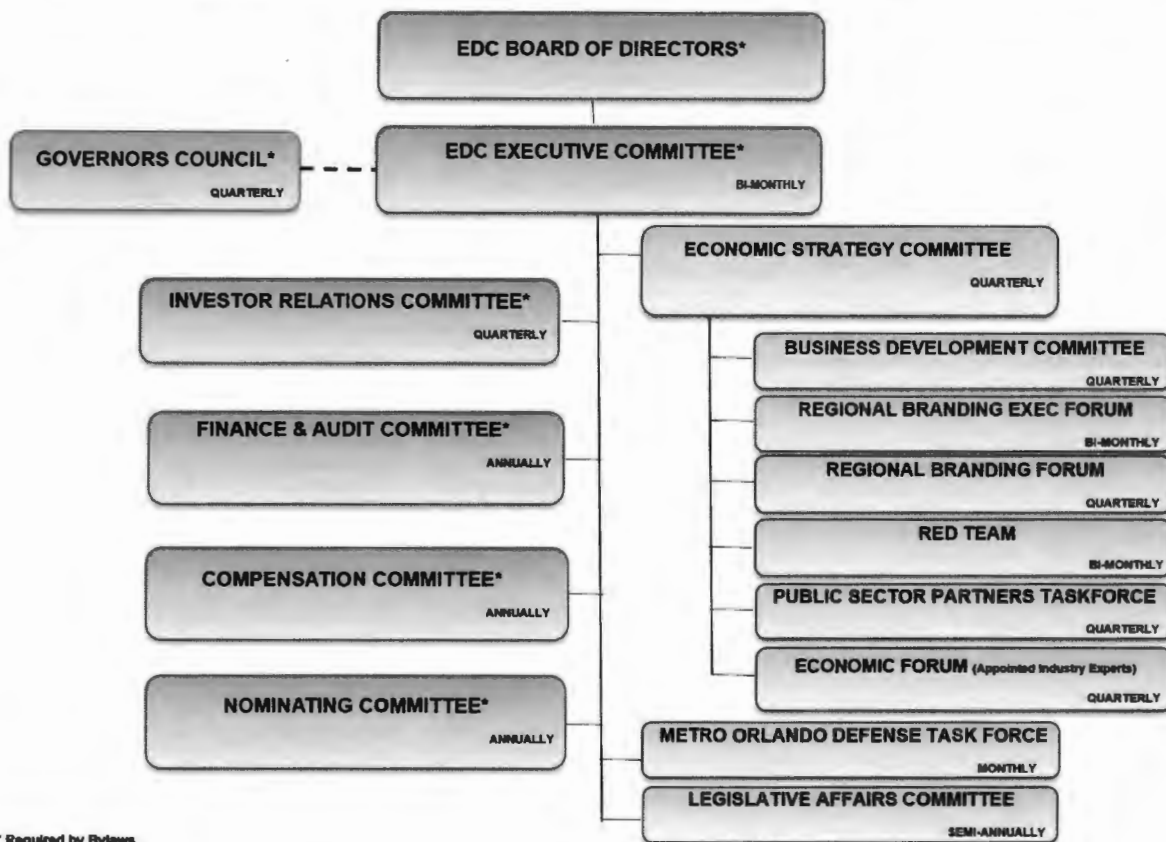 EDC BOARD OF DIRECTORS*
GOVERNORS COUNCIL*
QUARTERLY
EDC EXECUTIVE COMMITTEE*
BI-MONTHLY
ECONOMIC STRATEGY COMMITTEE
QUARTERLY
INVESTOR RELATIONS COMMITTEE*
QUARTERLY
FINANCE & AUDIT COMMITTEE*
ANNUALLY
COMPENSATION COMMITTEE*
ANNUALLY
NOMINATING COMMITTEE*
ANNUALLY
BUSINESS DEVELOPMENT COMMITTEE
QUARTERLY
REGIONAL BRANDING EXEC FORUM
BI-MONTHLY
REGIONAL BRANDING FORUM
QUARTERLY
RED TEAM
BI-MONTHLY
PUBLIC SECTOR PARTNERS TASKFORCE
QUARTERLY
ECONOMIC FORUM (Appointed Industry Experts)
QUARTERLY
METRO ORLANDO DEFENSE TASK FORCE
MONTHLY
LEGISLATIVE AFFAIRS COMMITTEE
SEMI-ANNUALLY
* Required by Bylaws